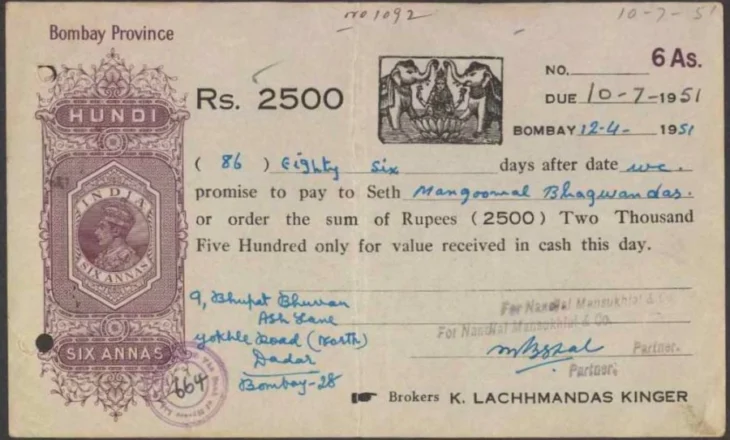 no 1092
10-7-51
Bombay Province
6 As.
HUNDI
Rs. 2500
NO.
DUE 10-7-1951
BOMBAY 12-4- 1951
( 86 ) Eighty Six days after date we.
promise to pay to Seth Mangoomal Bhagwandas.
or order the sum of Rupees (2500) Two Thousand
Five Hundred only for value received in cash this day.
INDIA
SIX ANNAS
SIX ANNAS
9, Bhupat Bhuvan
Ash Lane
Gokhle Road (North)
Dadar
Bombay-28
For Nandlal Mansukhlal & Co.
For Nandlal Mansukhlal & Co.
Partner.
Partner.
664
Brokers K. LACHHMANDAS KINGER